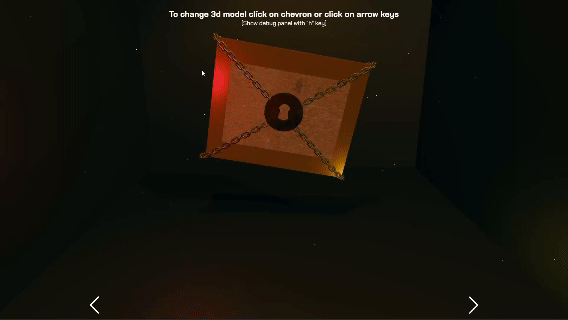 To change 3d model click on chevron or click on arrow keys
(Show debug panel with "h" key)